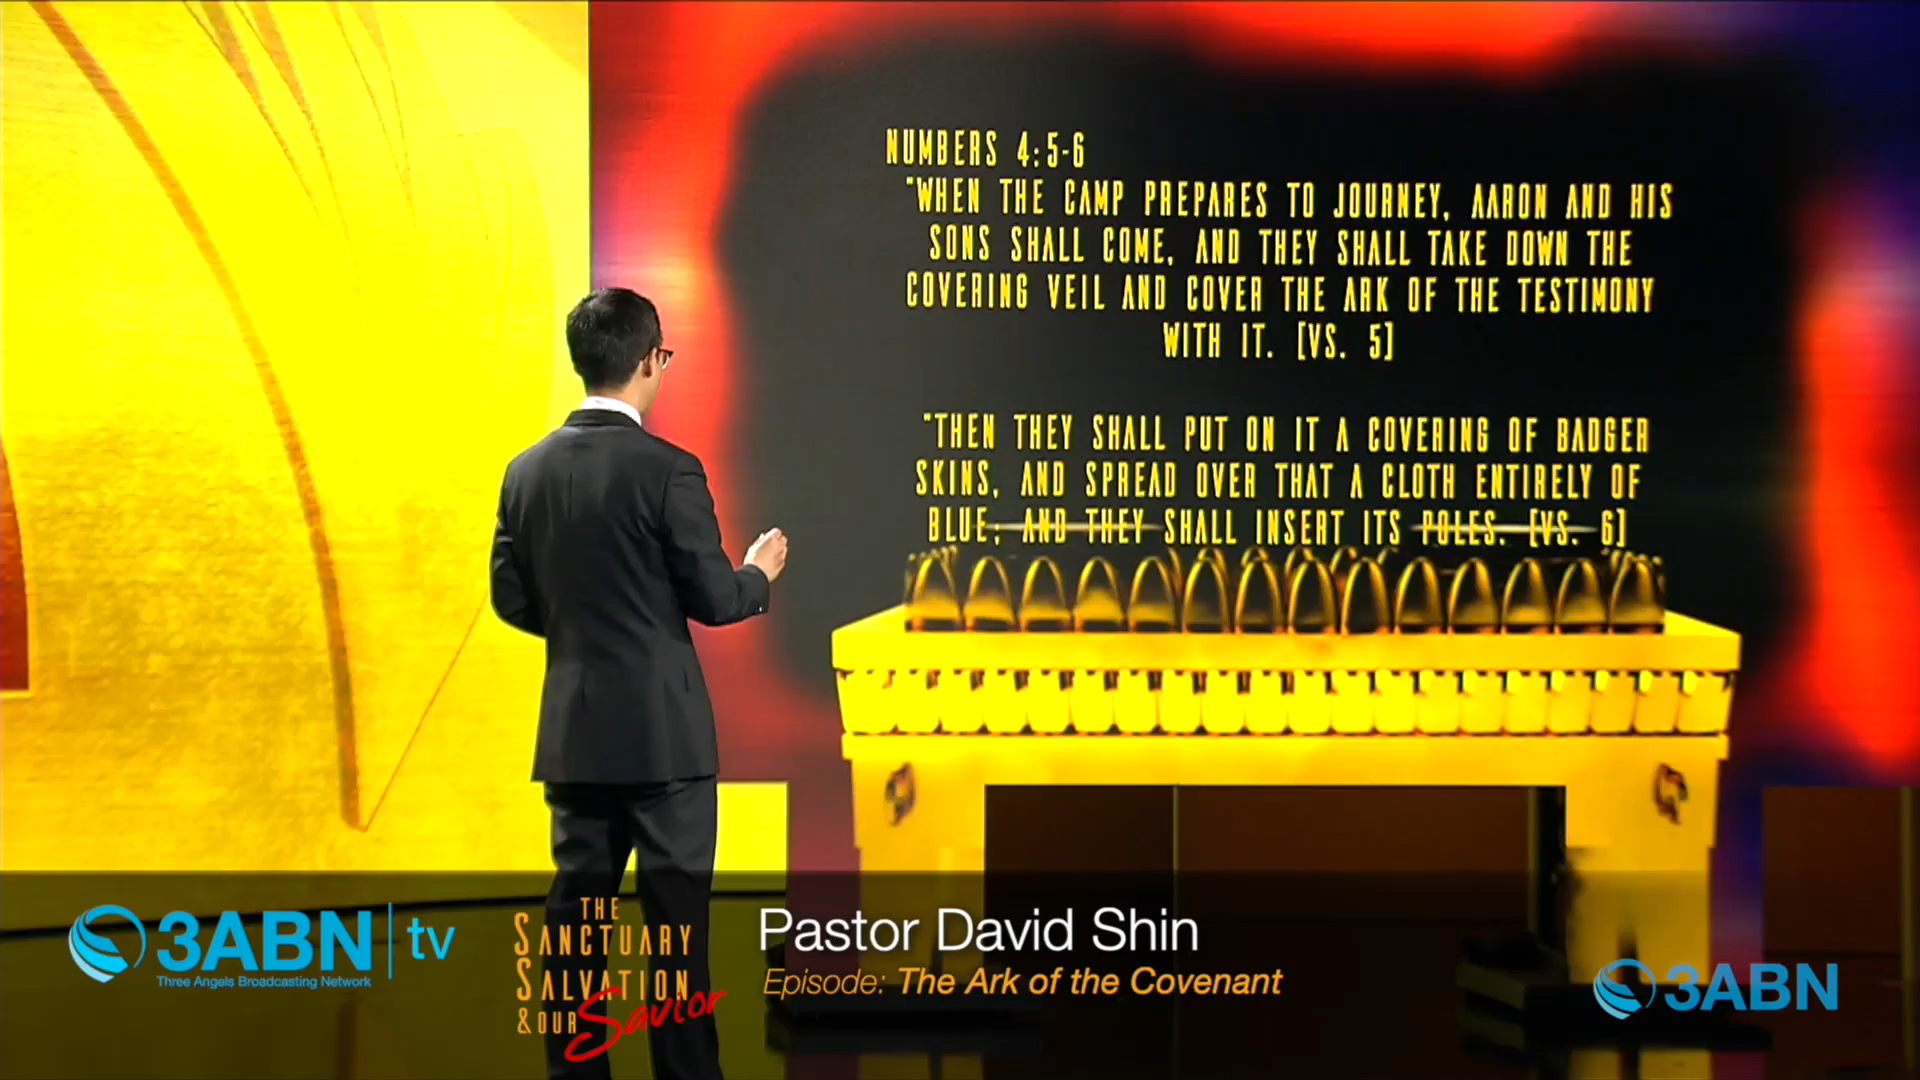 NUMBERS 4:5-6
"WHEN THE CAMP PREPARES TO JOURNEY, AARON AND HIS
SONS SHALL COME, AND THEY SHALL TAKE DOWN THE
COVERING VEIL AND COVER THE ARK OF THE TESTIMONY
WITH IT. [VS. 5]
"THEN THEY SHALL PUT ON IT A COVERING OF BADGER
SKINS, AND SPREAD OVER THAT A CLOTH ENTIRELY OF
BLUE; AND THEY SHALL INSERT ITS POLES. [VS. 6]
3ABN tv
Three Angels Broadcasting Network
THE
SANCTUARY
SALVATION
& OUR Savior
Pastor David Shin
Episode: The Ark of the Covenant
3ABN